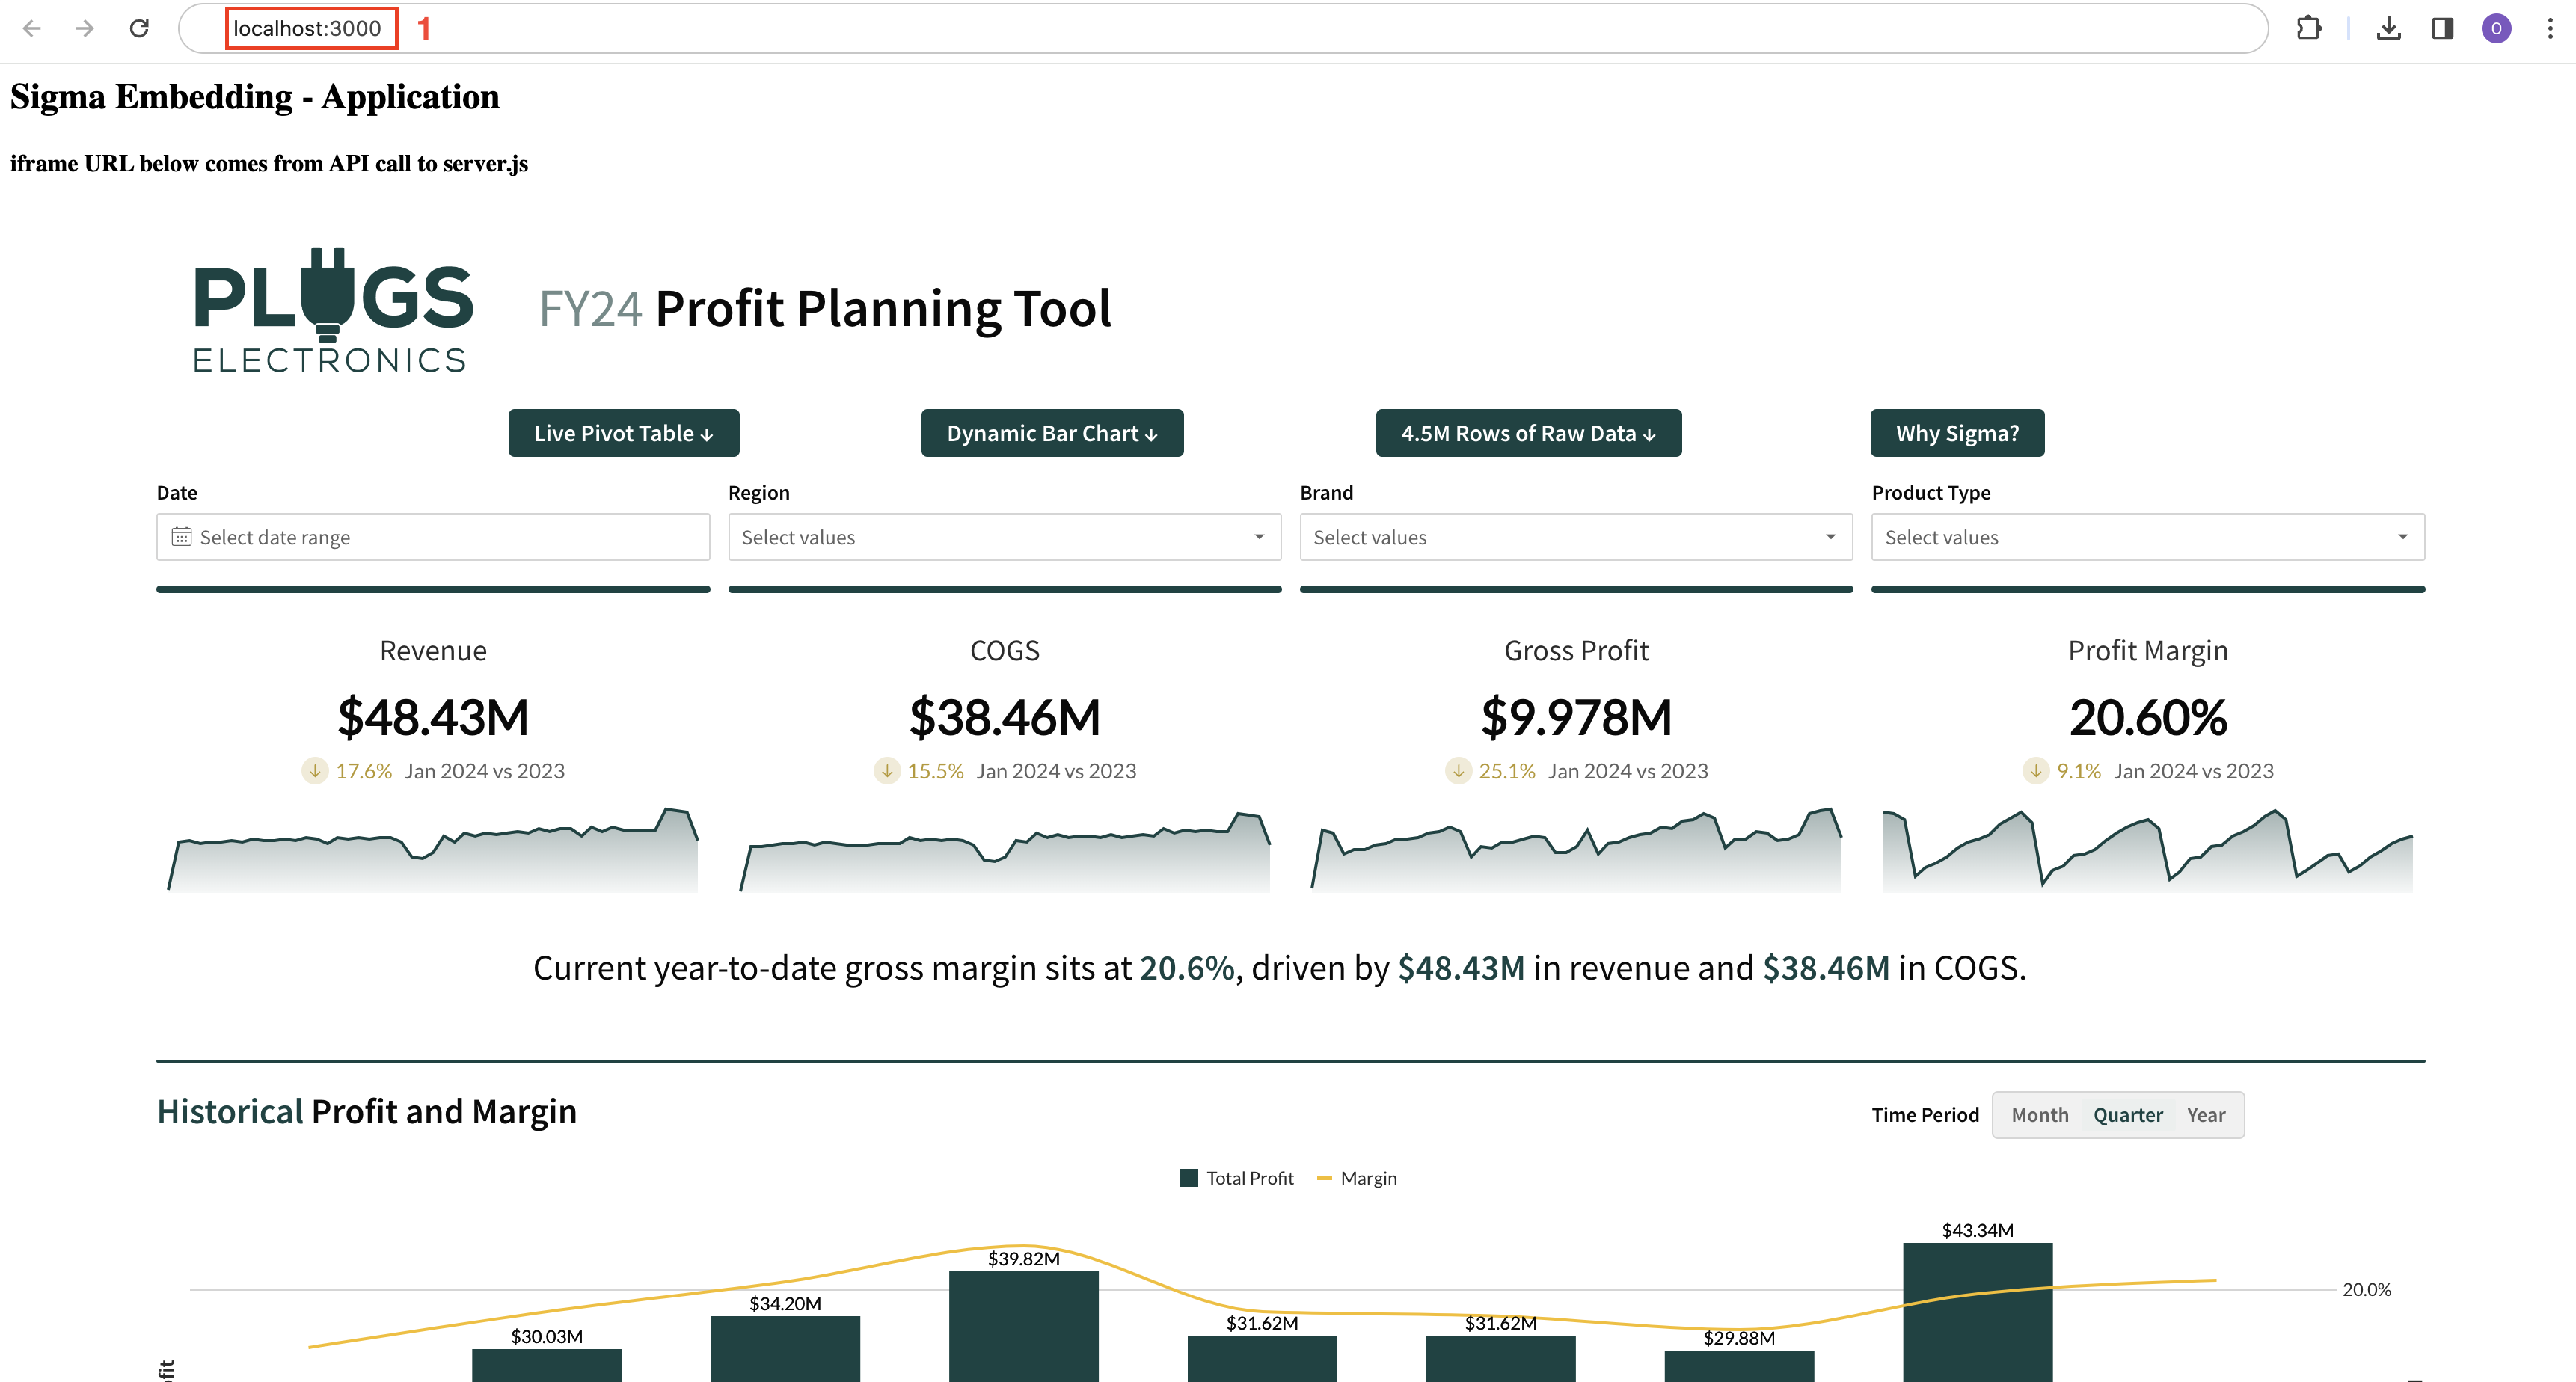 localhost:3000 1
O
Sigma Embedding - Application
iframe URL below comes from API call to server.js
PLUGS
ELECTRONICS
FY24 Profit Planning Tool
Live Pivot Table ↓
Dynamic Bar Chart ↓
4.5M Rows of Raw Data ↓
Why Sigma?
Date
Region
Brand
Product Type
Select date range
Select values
Select values
Select values
Revenue
COGS
Gross Profit
Profit Margin
$48.43M
$38.46M
$9.978M
20.60%
↓ 17.6% Jan 2024 vs 2023
↓ 15.5% Jan 2024 vs 2023
↓ 25.1% Jan 2024 vs 2023
↓ 9.1% Jan 2024 vs 2023
Current year-to-date gross margin sits at 20.6%, driven by $48.43M in revenue and $38.46M in COGS.
Historical Profit and Margin
Time Period Month Quarter Year
Total Profit Margin
$43.34M
$39.82M
20.0%
$34.20M
$31.62M
$31.62M
$30.03M
$29.88M